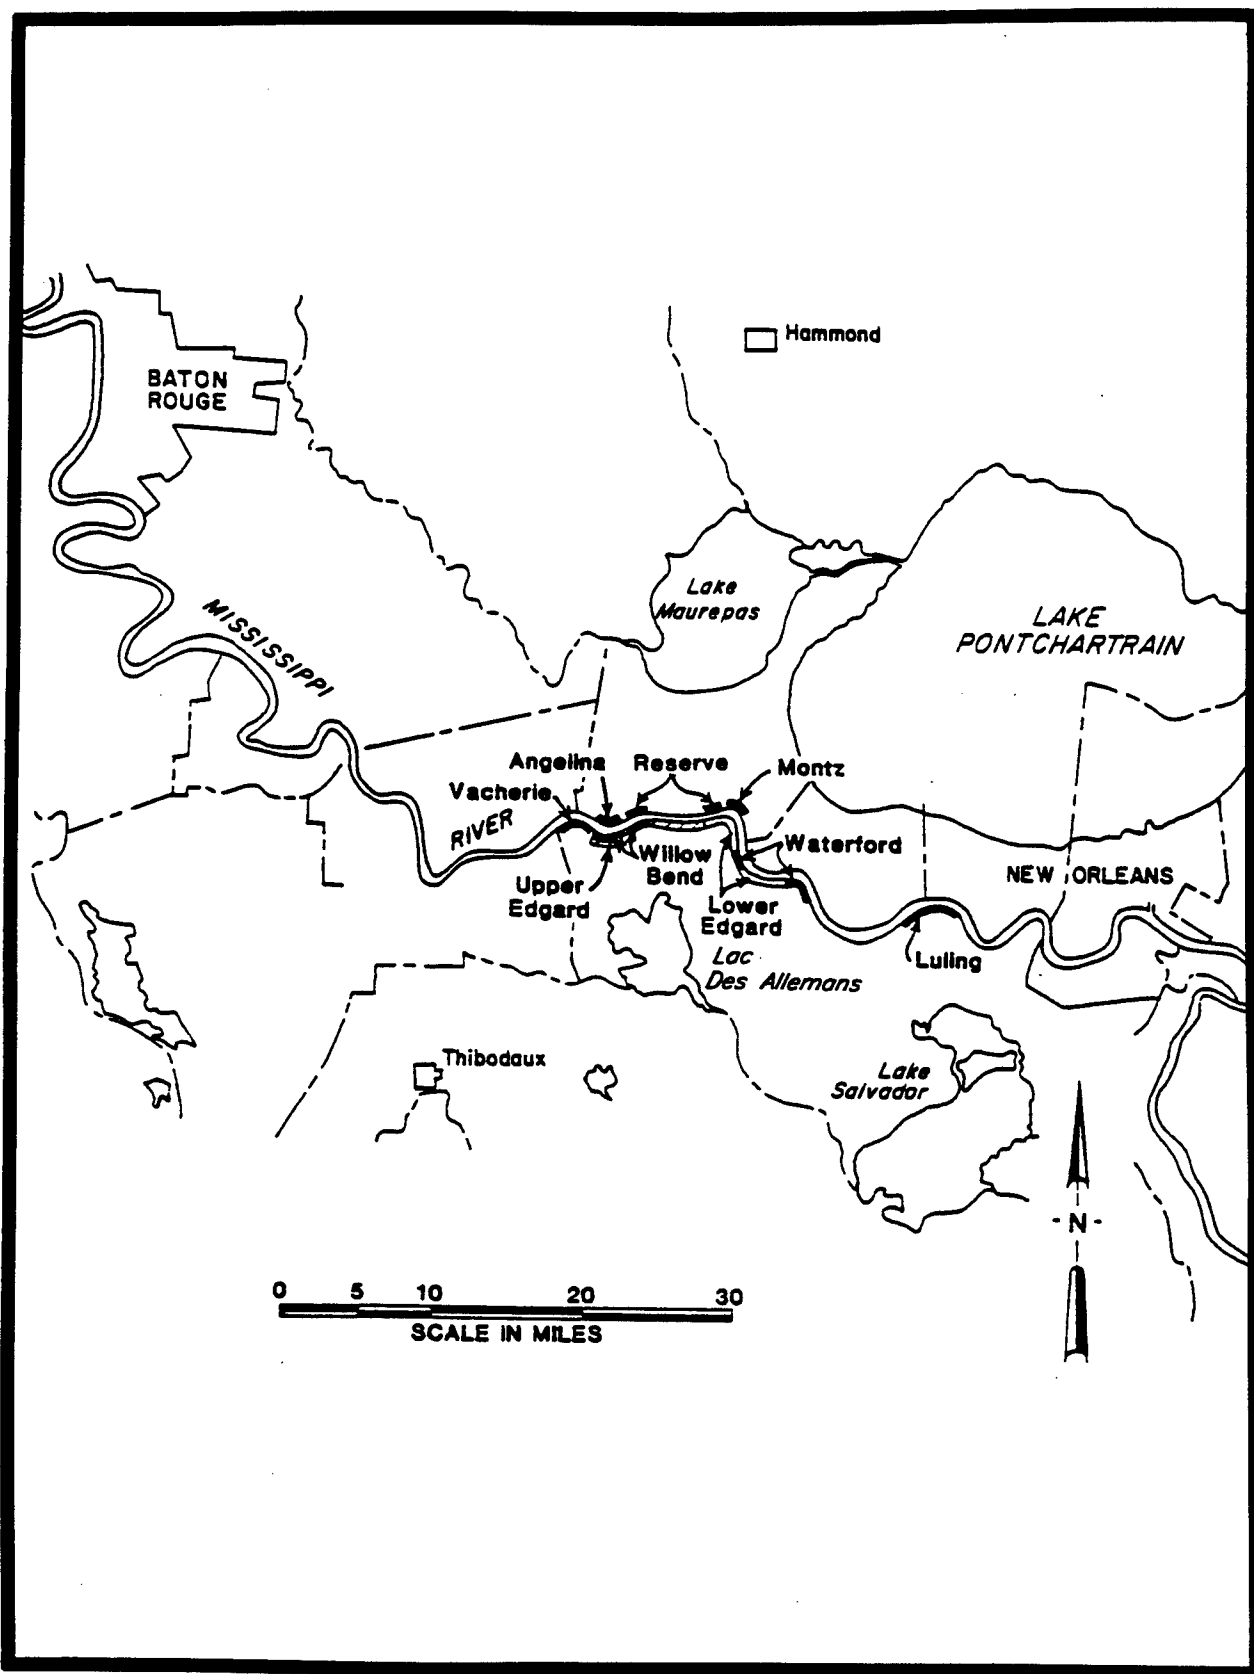 Hammond
BATON
ROUGE
Lake
Maurepas
MISSISSIPPI
LAKE
PONTCHARTRAIN
Angelina
Reserve
Montz
Vacherie
RIVER
Willow
Bend
Waterford
Upper
Edgard
Lower
Edgard
NEW ORLEANS
Luling
Lac
Des Allemans
Thibodaux
Lake
Salvador
- N -
0 5 10 20 30
SCALE IN MILES